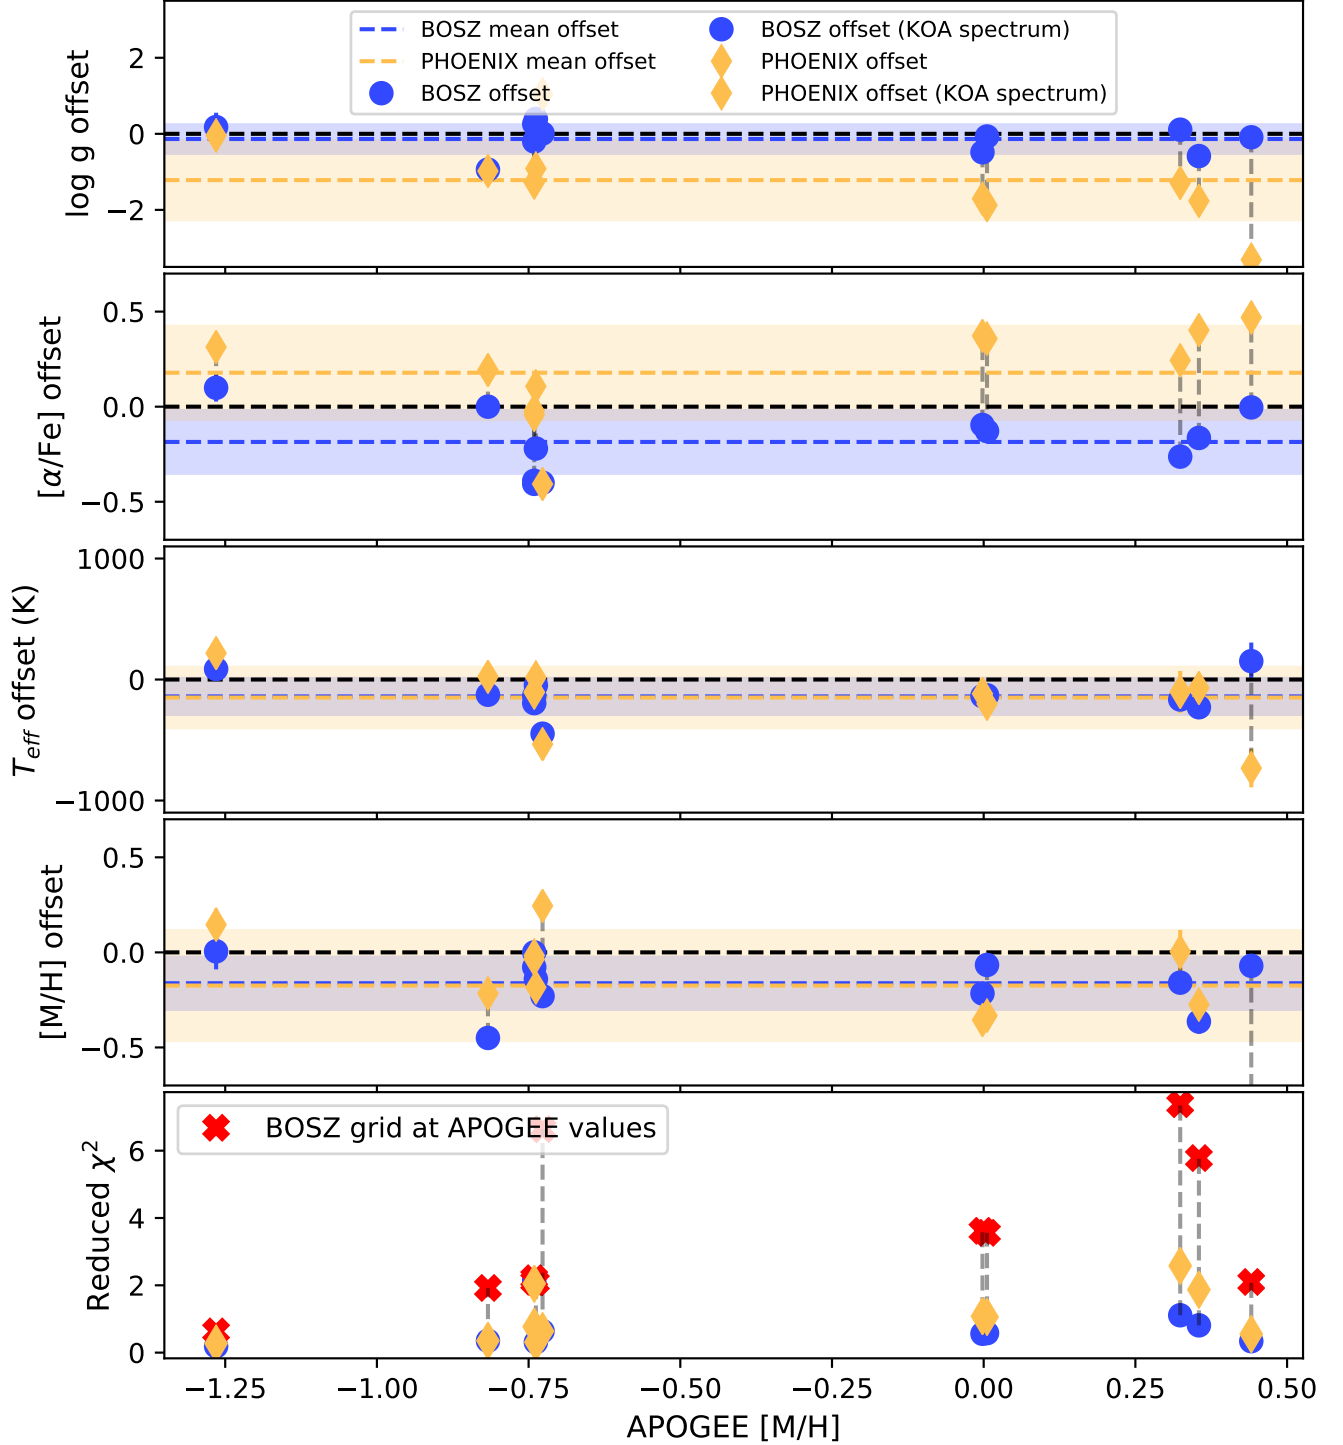 BOSZ mean offset
PHOENIX mean offset
BOSZ offset
BOSZ offset (KOA spectrum)
PHOENIX offset
PHOENIX offset (KOA spectrum)
log g offset
2
0
−2
[α/Fe] offset
0.5
0.0
−0.5
T_eff offset (K)
1000
0
−1000
[M/H] offset
0.5
0.0
−0.5
BOSZ grid at APOGEE values
Reduced χ²
6
4
2
0
−1.25 −1.00 −0.75 −0.50 −0.25 0.00 0.25 0.50
APOGEE [M/H]